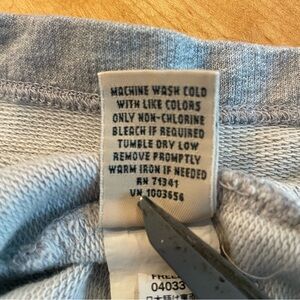 MACHINE WASH COLD
WITH LIKE COLORS
ONLY NON-CHLORINE
BLEACH IF REQUIRED
TUMBLE DRY LOW
REMOVE PROMPTLY
WARM IRON IF NEEDED
RN 71341
VN 1003656
04033